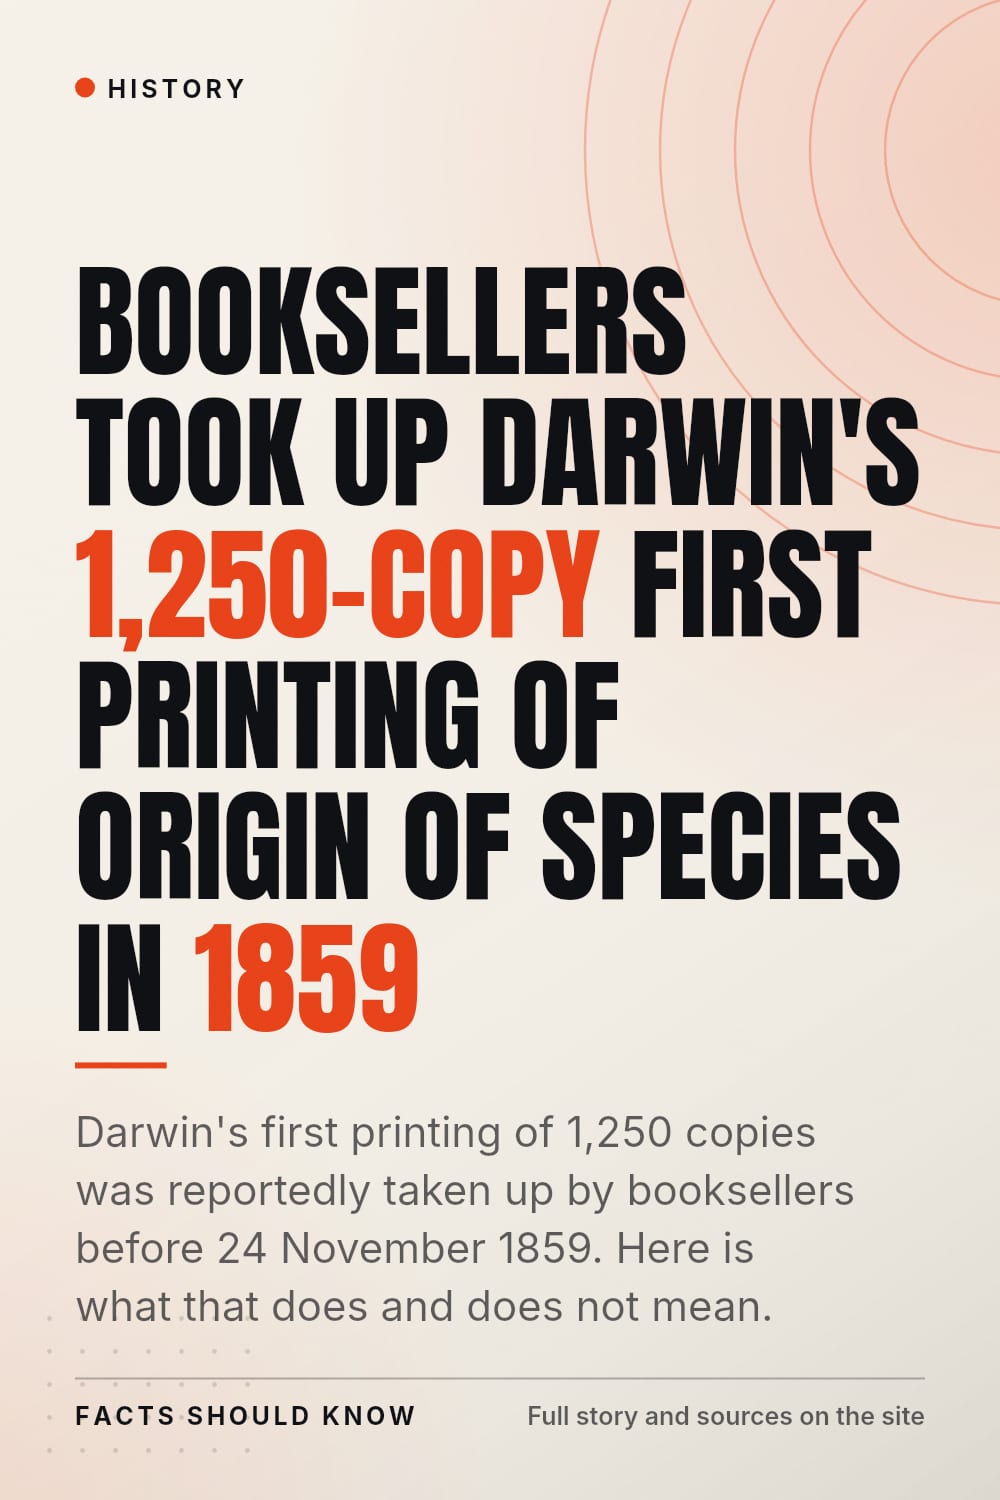 HISTORY
BOOKSELLERS
TOOK UP DARWIN'S
1,250-COPY FIRST
PRINTING OF
ORIGIN OF SPECIES
IN 1859
Darwin's first printing of 1,250 copies
was reportedly taken up by booksellers
before 24 November 1859. Here is
what that does and does not mean.
FACTS SHOULD KNOW
Full story and sources on the site